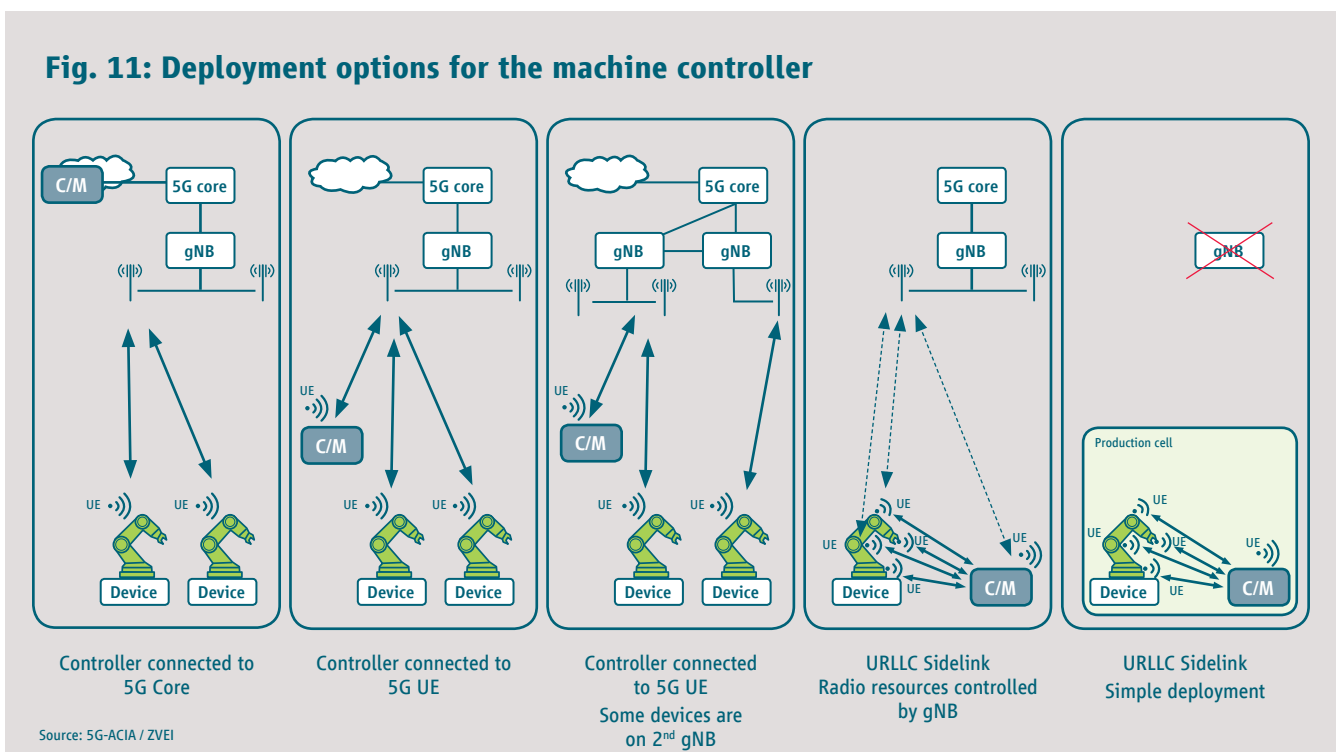 Fig. 11: Deployment options for the machine controller
C/M
5G core
gNB
UE
UE
Device
Device
Controller connected to
5G Core
5G core
gNB
UE
C/M
UE
UE
Device
Device
Controller connected to
5G UE
5G core
gNB
gNB
UE
C/M
UE
UE
Device
Device
Controller connected
to 5G UE
Some devices are
on 2nd gNB
5G core
gNB
UE
UE
UE
UE
UE
Device
C/M
URLLC Sidelink
Radio resources controlled
by gNB
gNB
Production cell
UE
UE
UE
UE
UE
Device
C/M
URLLC Sidelink
Simple deployment
Source: 5G-ACIA / ZVEI